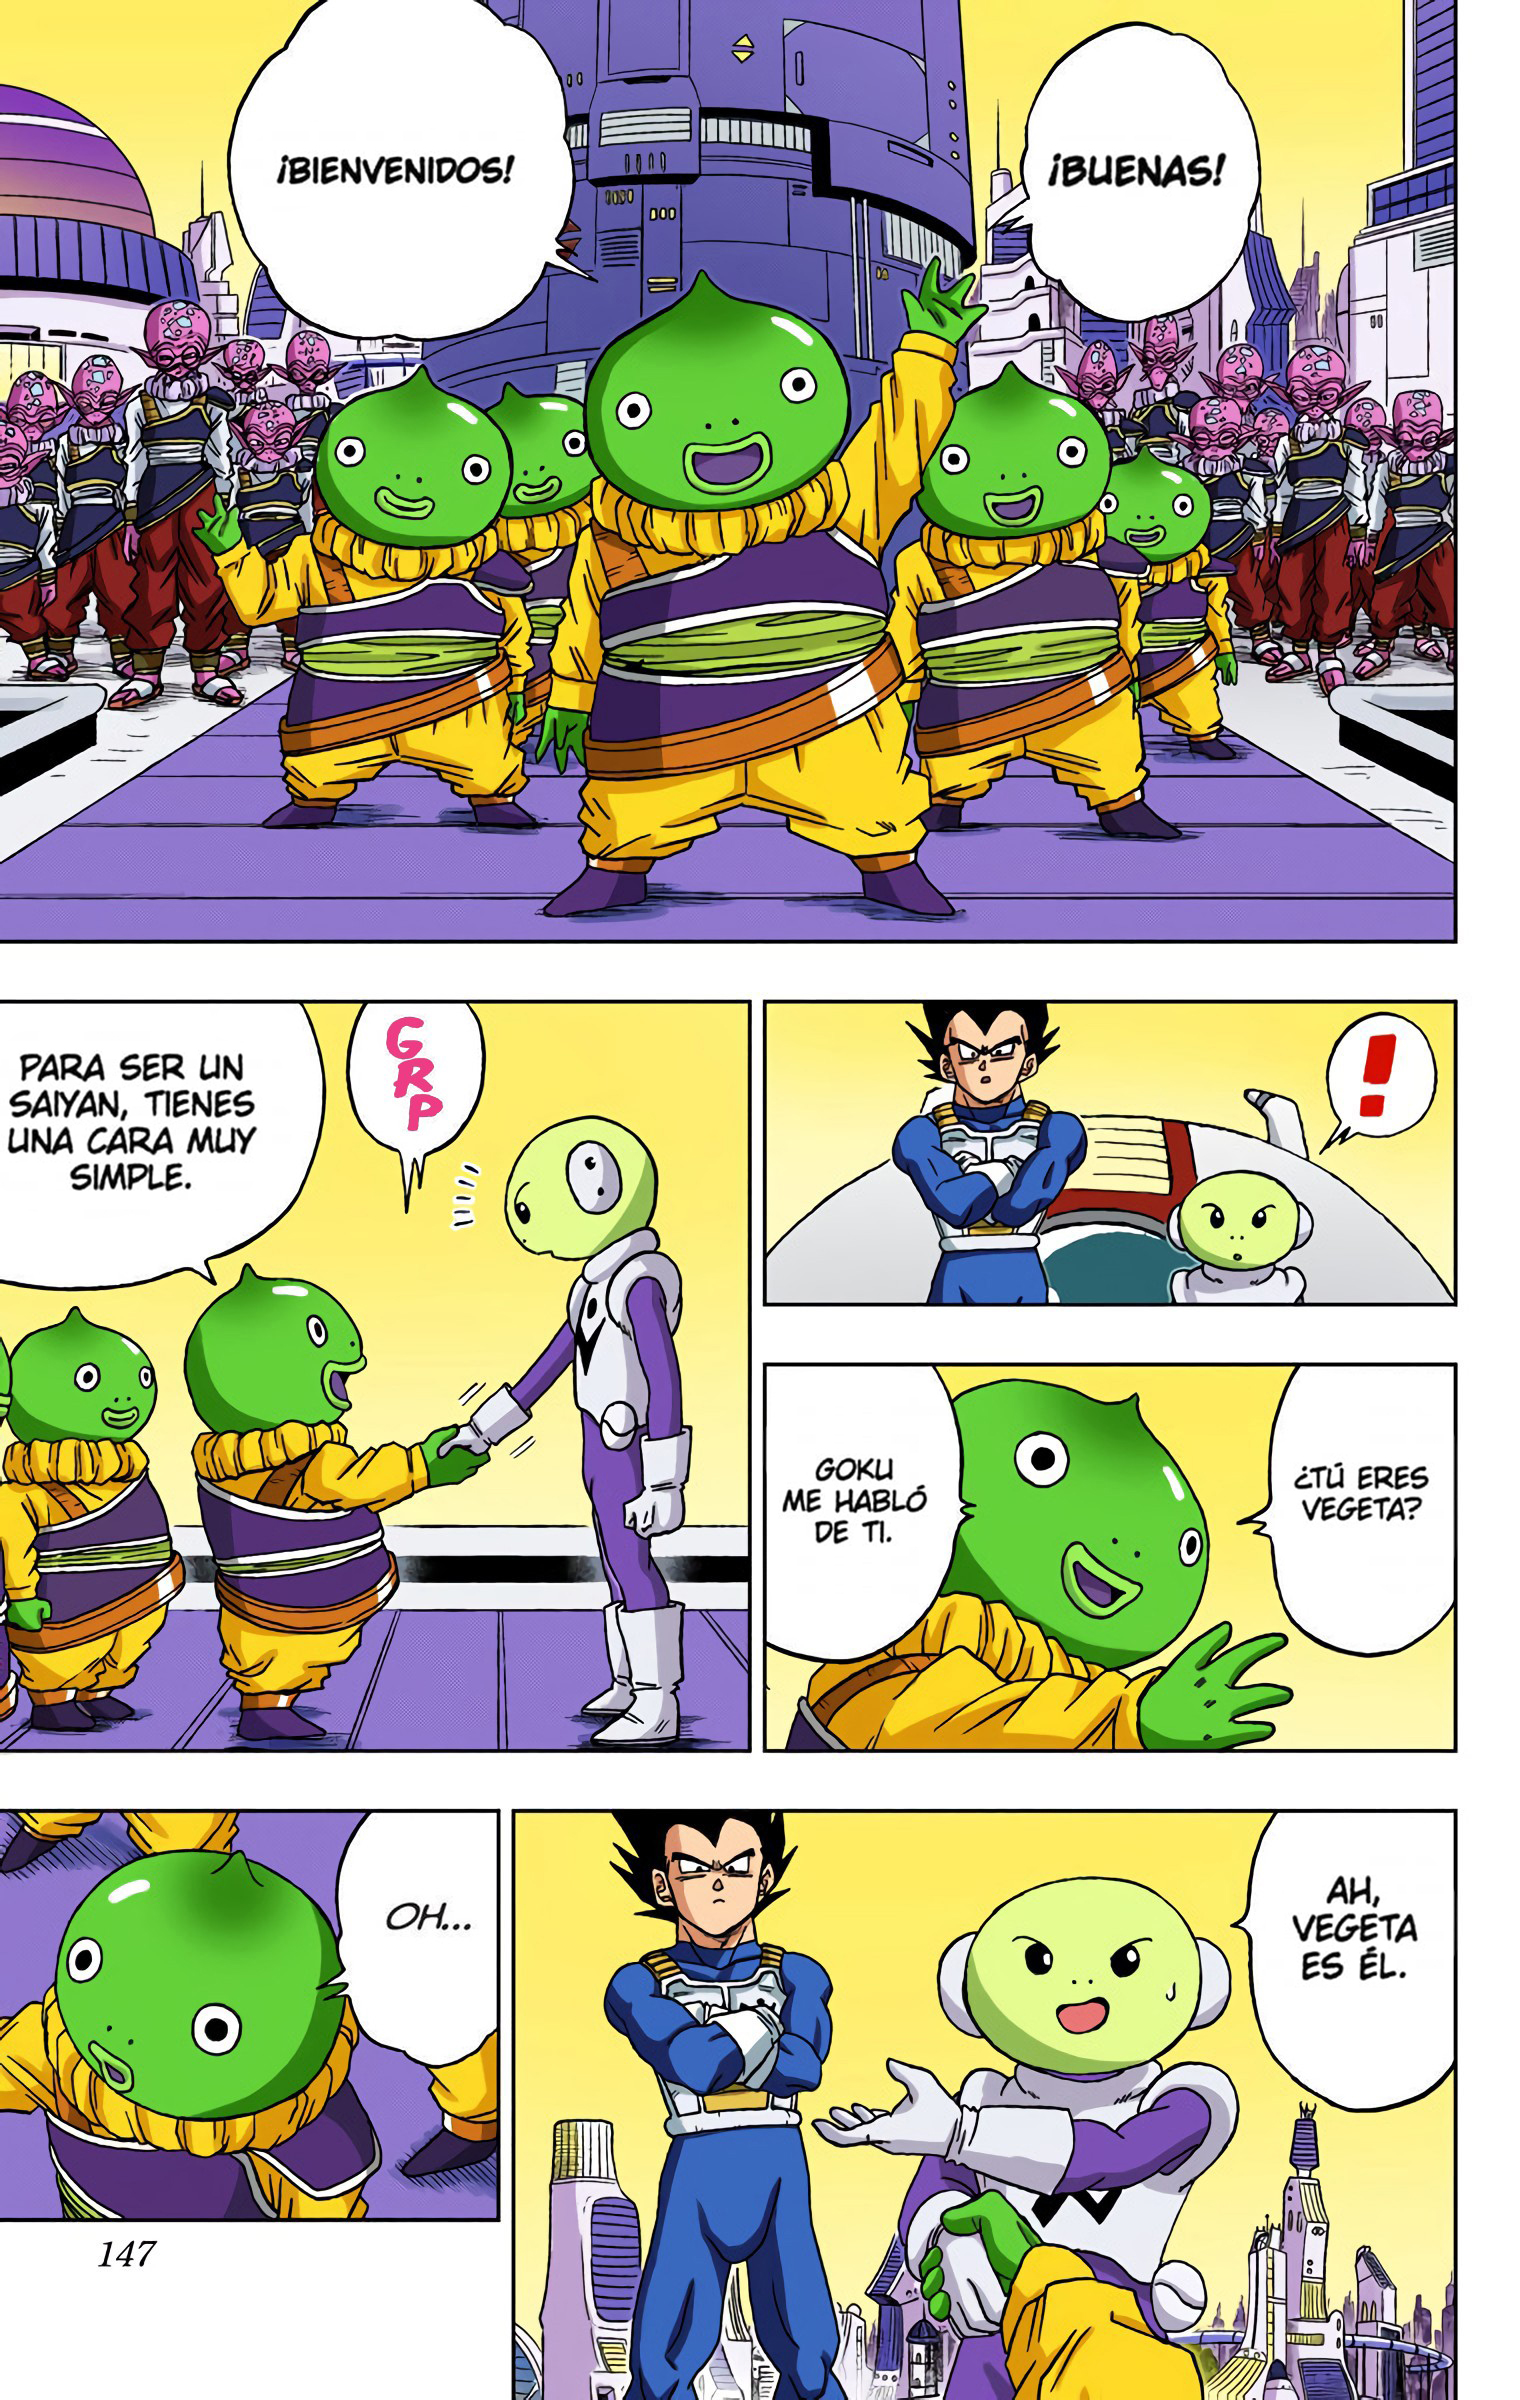 ¡BUENAS!
¡BIENVENIDOS!
!
¿TÚ ERES
VEGETA?
GOKU
ME HABLÓ
DE TI.
GRP
PARA SER UN
SAIYAN, TIENES
UNA CARA MUY
SIMPLE.
AH,
VEGETA
ES ÉL.
OH...
147